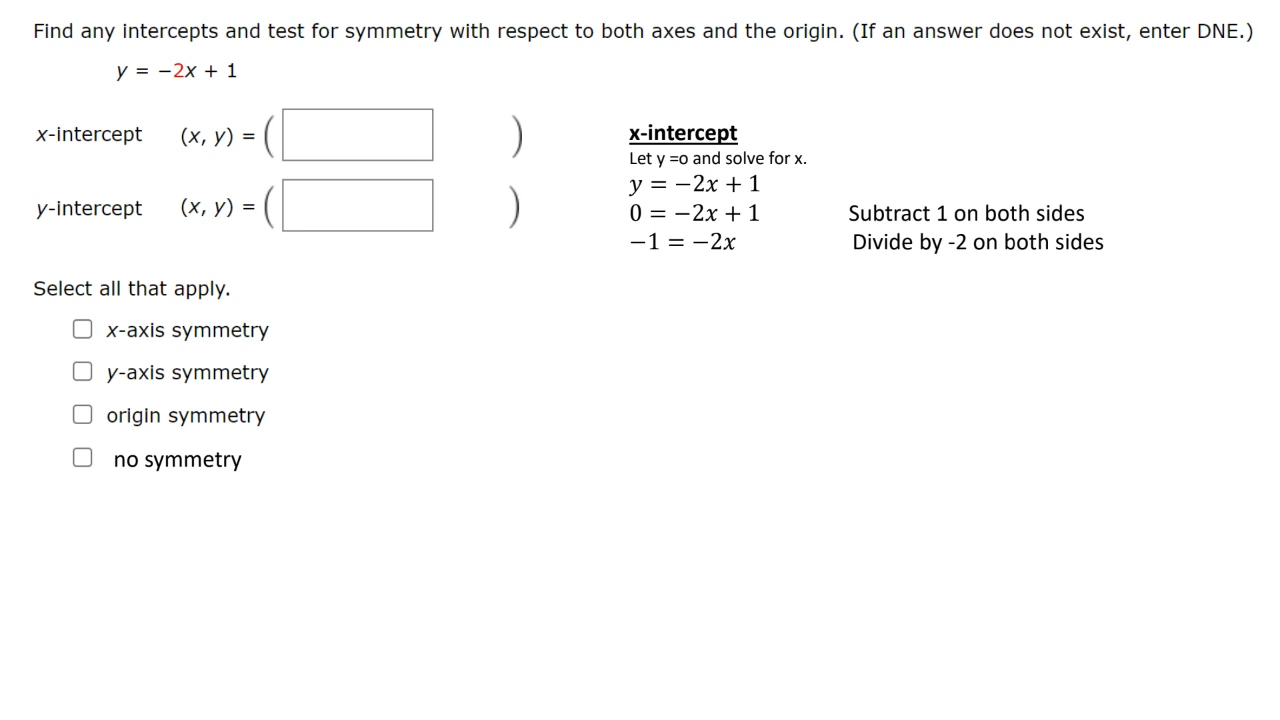 Find any intercepts and test for symmetry with respect to both axes and the origin. (If an answer does not exist, enter DNE.)
y = −2x + 1
x-intercept (x, y) = ( )
y-intercept (x, y) = ( )
Select all that apply.
x-axis symmetry
y-axis symmetry
origin symmetry
no symmetry
x-intercept
Let y =o and solve for x.
y = −2x + 1
0 = −2x + 1 Subtract 1 on both sides
−1 = −2x Divide by -2 on both sides